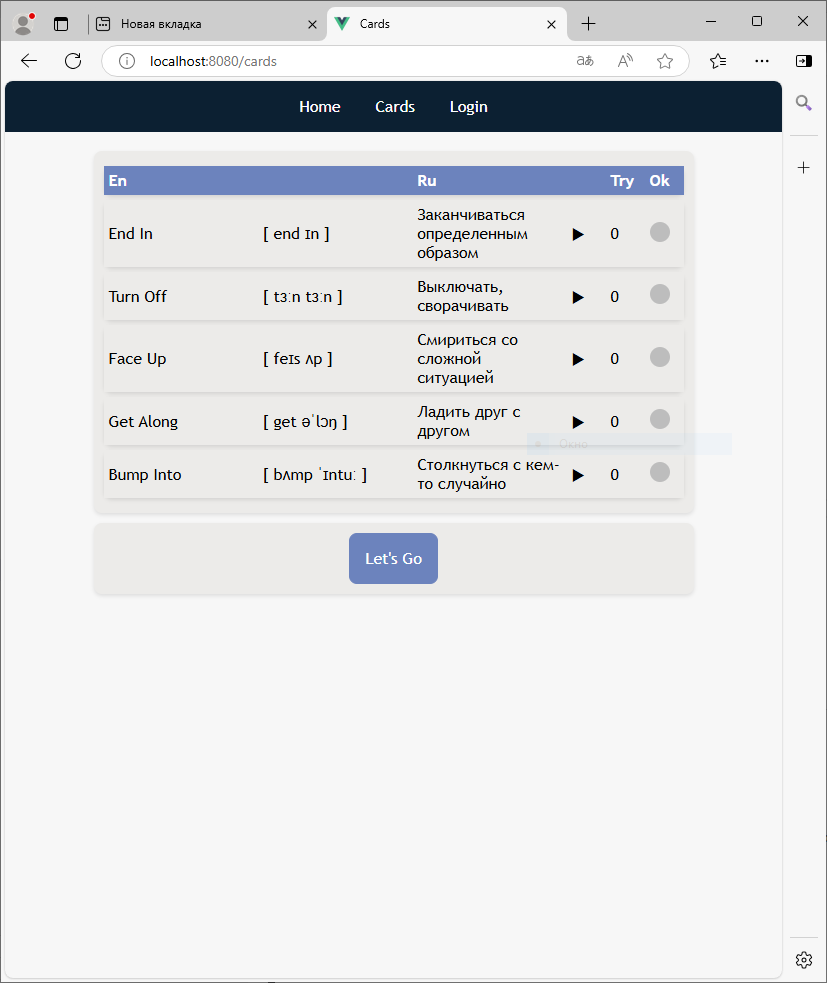 Новая вкладка
Cards
localhost:8080/cards
Home Cards Login
En Ru Try Ok
End In [ end ɪn ] Заканчиваться определенным образом 0
Turn Off [ tɜːn tɜːn ] Выключать, сворачивать 0
Face Up [ feɪs ʌp ] Смириться со сложной ситуацией 0
Get Along [ ɡet əˈlɔŋ ] Ладить друг с другом 0
Окно
Bump Into [ bʌmp ˈɪntuː ] Столкнуться с кем-то случайно 0
Let's Go